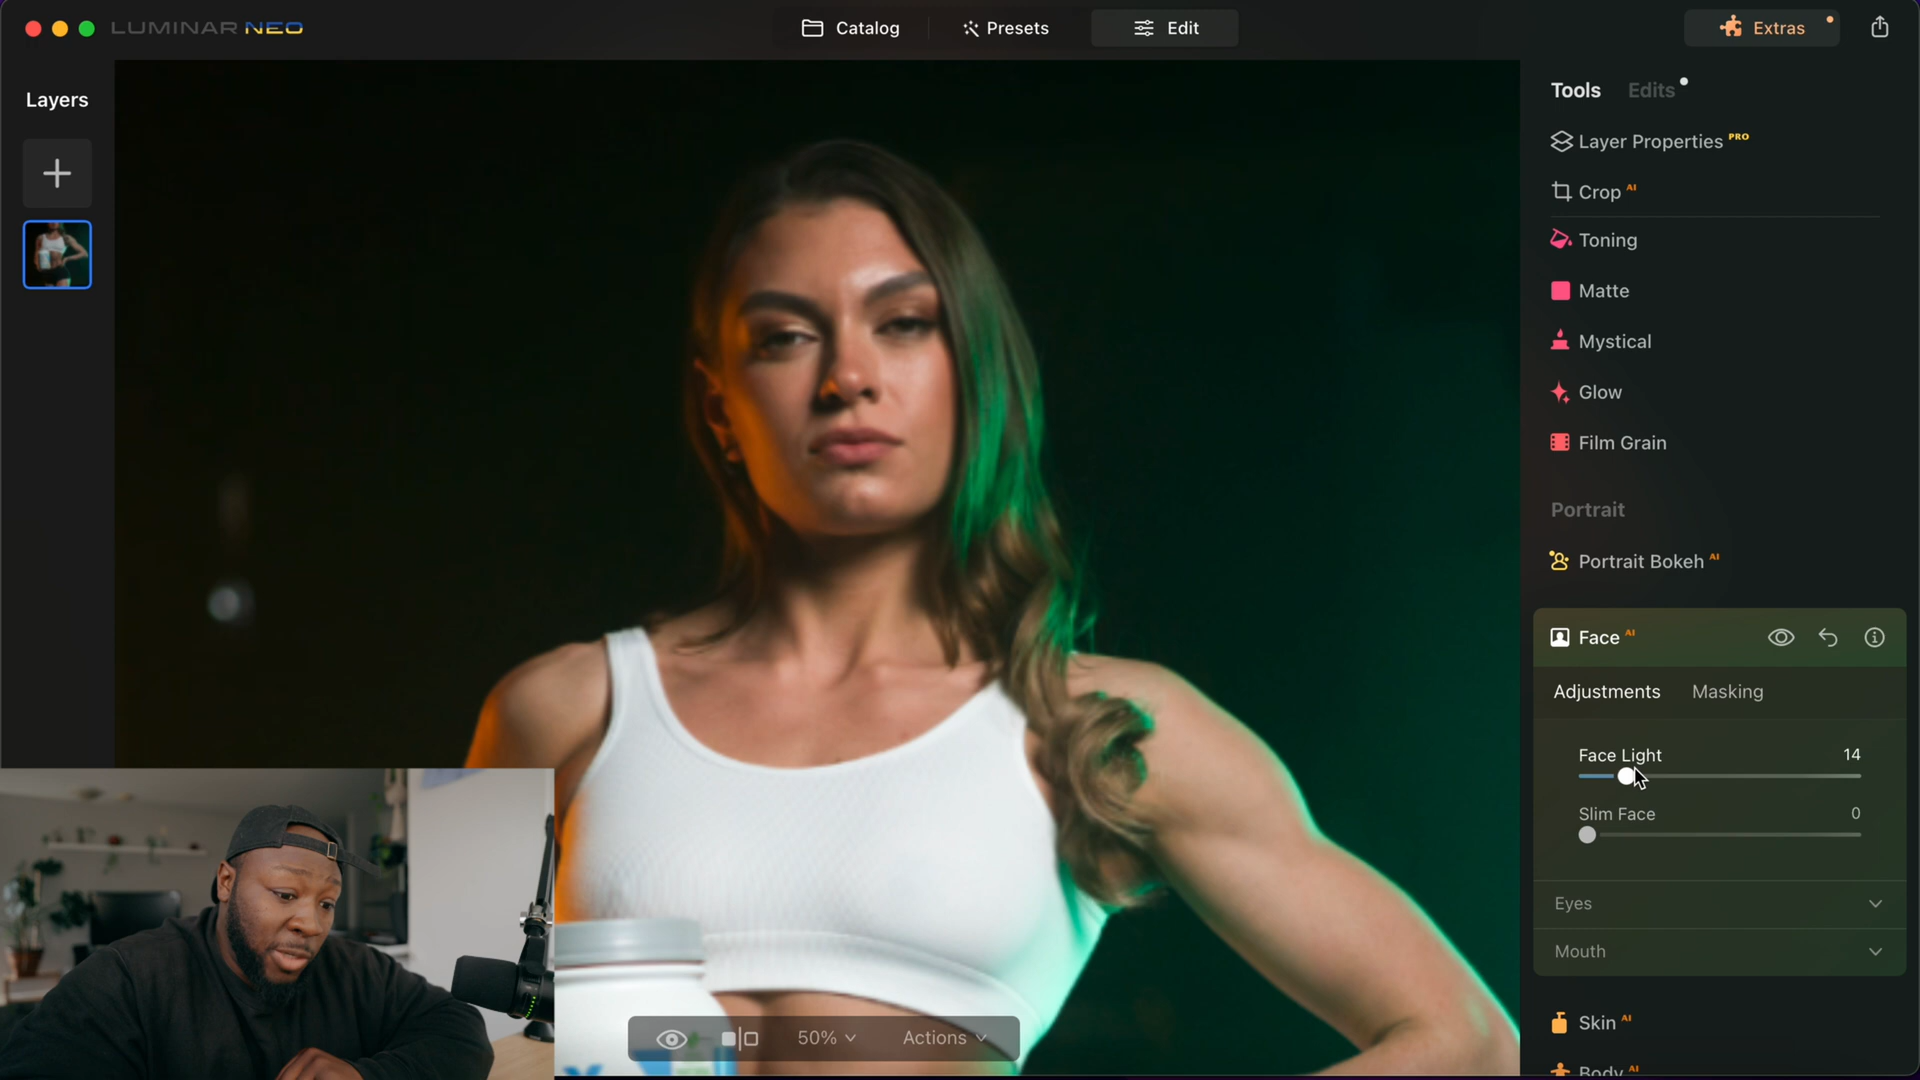 LUMINAR NEO
Catalog
Presets
Edit
Extras
Layers
Tools
Edits
Layer Properties PRO
Crop AI
Toning
Matte
Mystical
Glow
Film Grain
Portrait
Portrait Bokeh AI
Face AI
Adjustments
Masking
Face Light
14
Slim Face
0
Eyes
Mouth
Skin AI
Body AI
50%
Actions